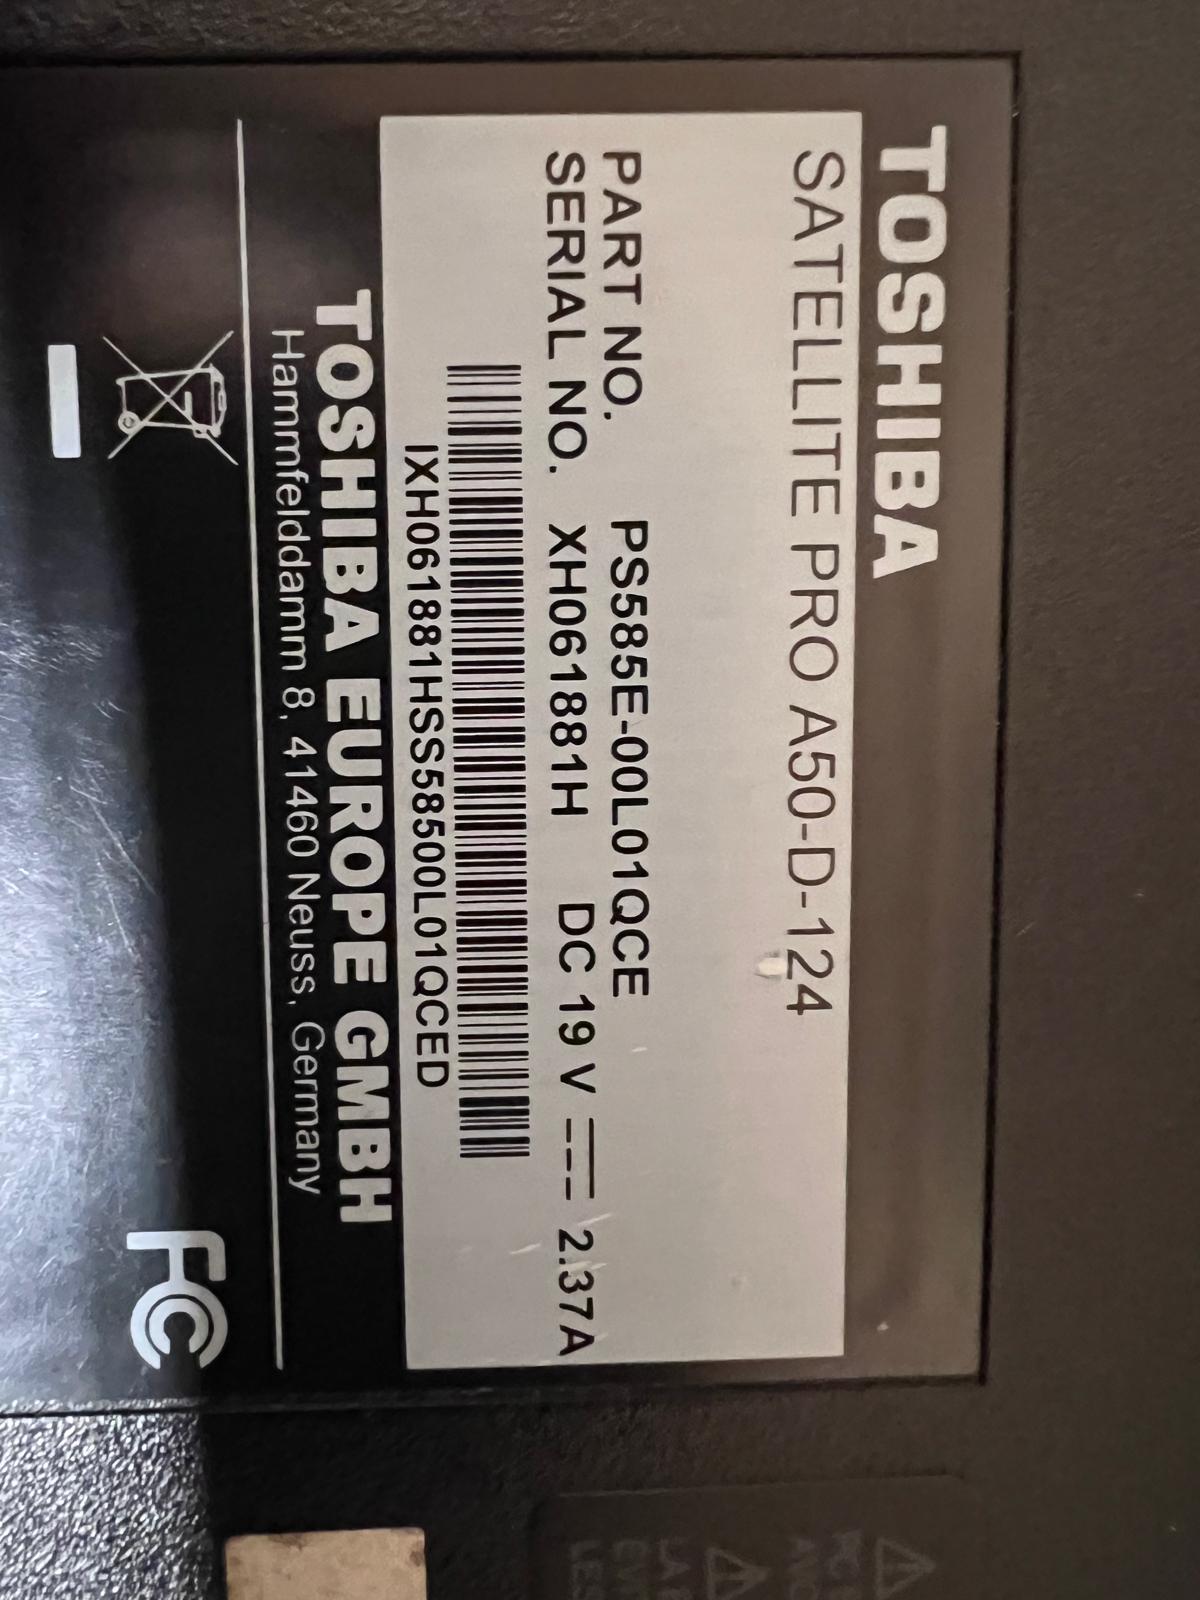 TOSHIBA
SATELLITE PRO A50-D-124
PART NO. PS585E-00L01QCE
SERIAL NO. XH061881H DC 19 V ⎓ 2.37A
IXH061881HSS58500L01QCED
TOSHIBA EUROPE GMBH
Hammfelddamm 8, 41460 Neuss, Germany
FC